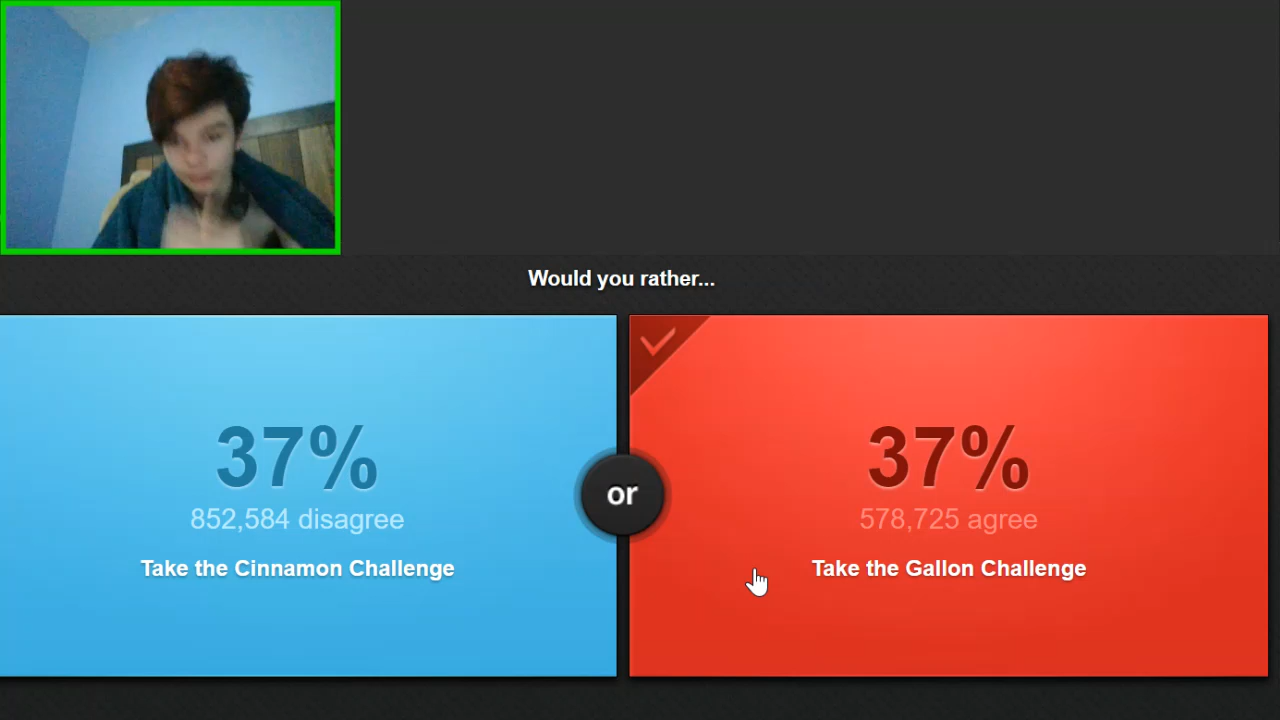 Would you rather...
37%
852,584 disagree
Take the Cinnamon Challenge
or
37%
578,725 agree
Take the Gallon Challenge